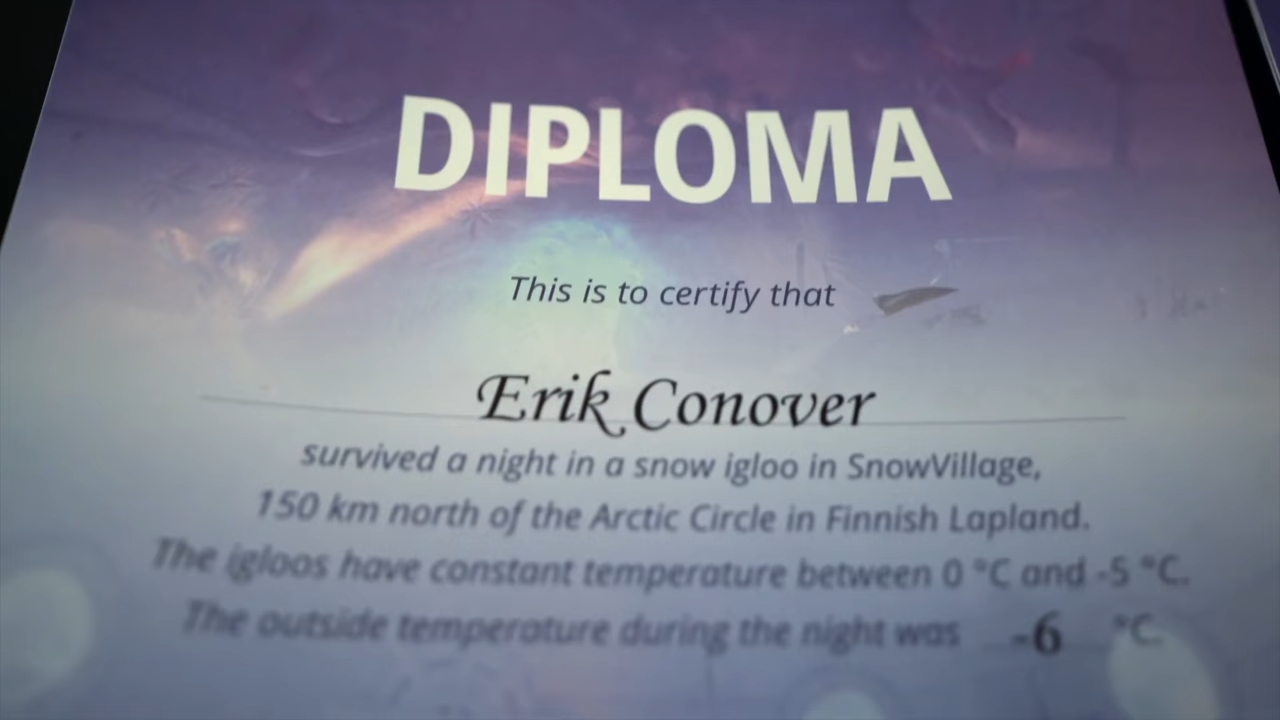 DIPLOMA
This is to certify that
Erik Conover
survived a night in a snow igloo in SnowVillage,
150 km north of the Arctic Circle in Finnish Lapland.
The igloos have constant temperature between 0 °C and -5 °C.
The outside temperature during the night was -6 °C